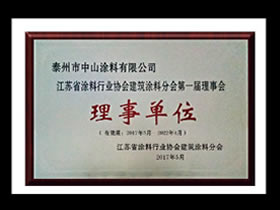 泰州市中山涂料有限公司
江苏省涂料行业协会建筑涂料分会第一届理事会
理事单位
（有效期：2017年5月 2022年4月）
江苏省涂料行业协会建筑涂料分会
2017年5月